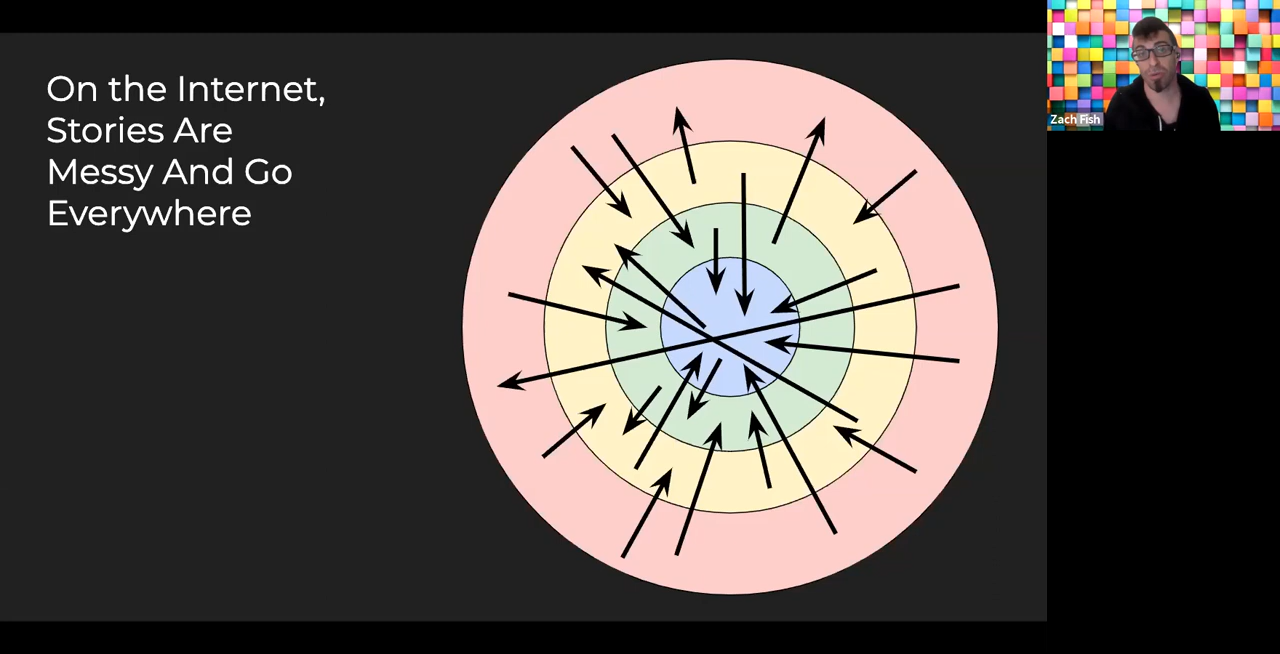 On the Internet,
Stories Are
Messy And Go
Everywhere
Zach Fish